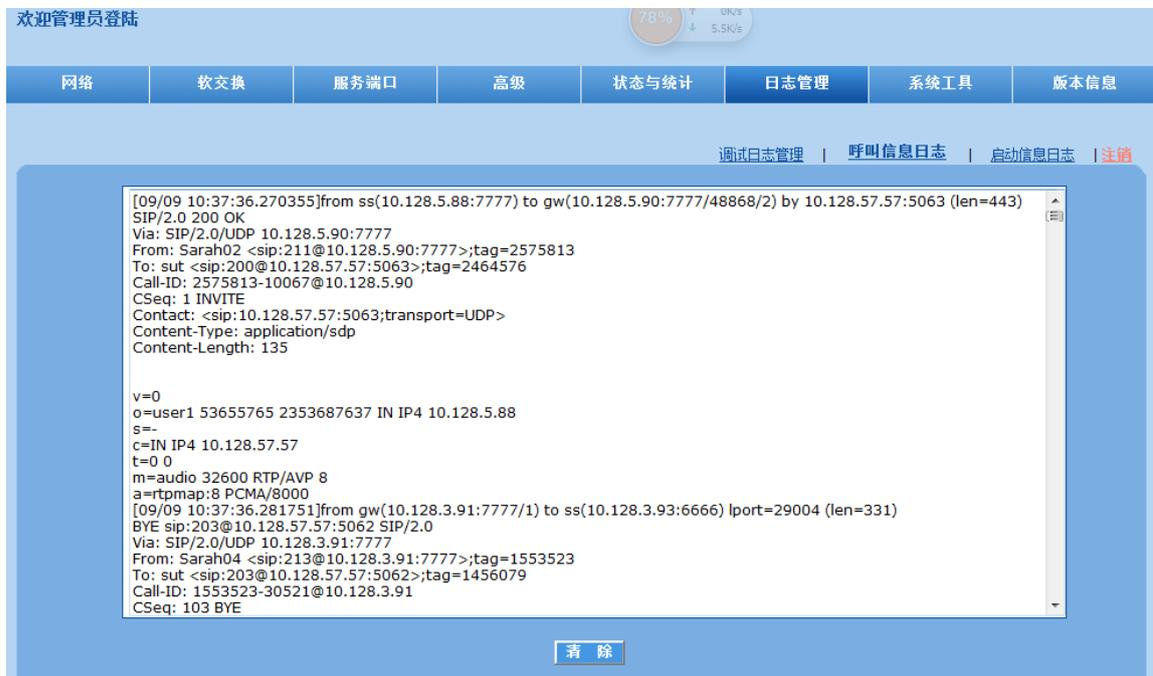 欢迎管理员登陆
78% ↑ 0K/s
↓ 5.5K/s
网络 软交换 服务端口 高级 状态与统计 日志管理 系统工具 版本信息
调试日志管理 | 呼叫信息日志 | 启动信息日志 | 注销
[09/09 10:37:36.270355]from ss(10.128.5.88:7777) to gw(10.128.5.90:7777/48868/2) by 10.128.57.57:5063 (len=443)
SIP/2.0 200 OK
Via: SIP/2.0/UDP 10.128.5.90:7777
From: Sarah02 <sip:211@10.128.5.90:7777>;tag=2575813
To: sut <sip:200@10.128.57.57:5063>;tag=2464576
Call-ID: 2575813-10067@10.128.5.90
CSeq: 1 INVITE
Contact: <sip:10.128.57.57:5063;transport=UDP>
Content-Type: application/sdp
Content-Length: 135
v=0
o=user1 53655765 2353687637 IN IP4 10.128.5.88
s=-
c=IN IP4 10.128.57.57
t=0 0
m=audio 32600 RTP/AVP 8
a=rtpmap:8 PCMA/8000
[09/09 10:37:36.281751]from gw(10.128.3.91:7777/1) to ss(10.128.3.93:6666) lport=29004 (len=331)
BYE sip:203@10.128.57.57:5062 SIP/2.0
Via: SIP/2.0/UDP 10.128.3.91:7777
From: Sarah04 <sip:213@10.128.3.91:7777>;tag=1553523
To: sut <sip:203@10.128.57.57:5062>;tag=1456079
Call-ID: 1553523-30521@10.128.3.91
CSeq: 103 BYE
清 除